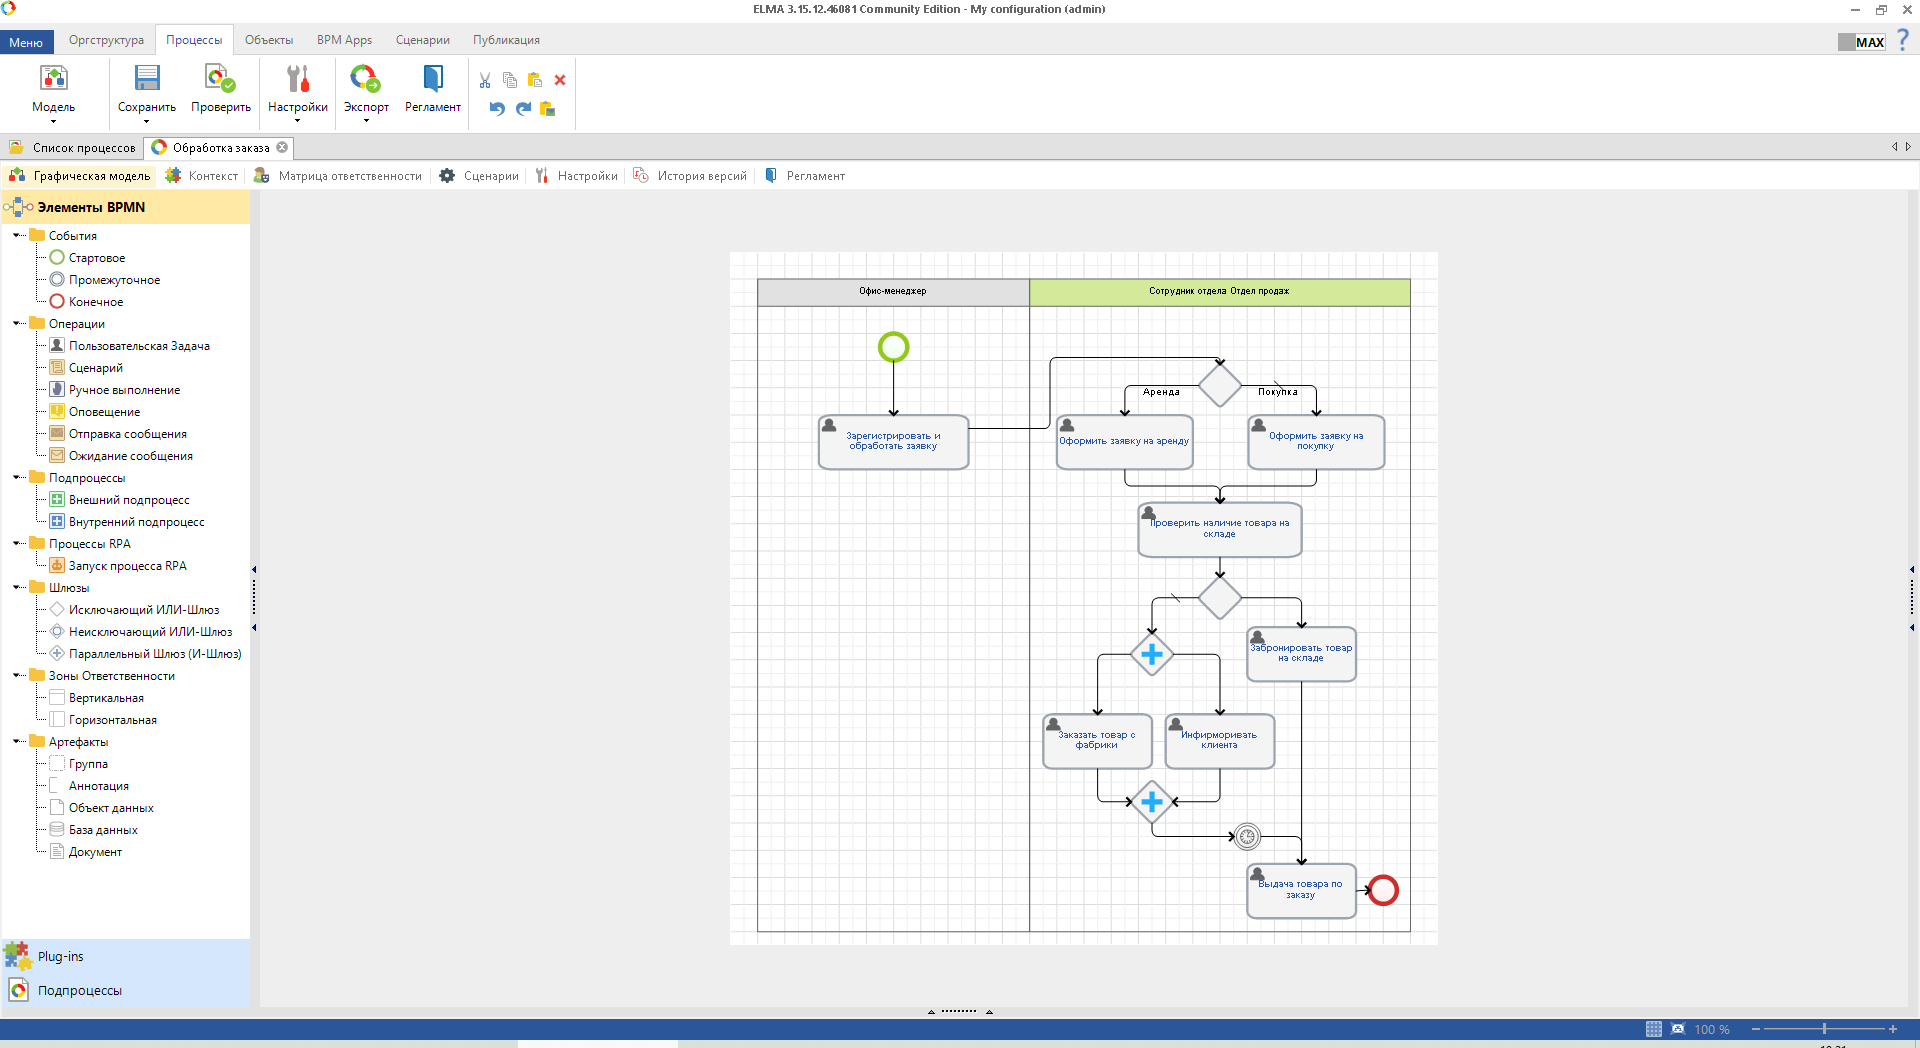 ELMA 3.15.12.46081 Community Edition - My configuration (admin)
Меню
Оргструктура
Процессы
Объекты
BPM Apps
Сценарии
Публикация
MAX
?
Модель
Сохранить
Проверить
Настройки
Экспорт
Регламент
Список процессов
Обработка заказа
Графическая модель
Контекст
Матрица ответственности
Сценарии
Настройки
История версий
Регламент
Элементы BPMN
События
Стартовое
Промежуточное
Конечное
Операции
Пользовательская Задача
Сценарий
Ручное выполнение
Оповещение
Отправка сообщения
Ожидание сообщения
Подпроцессы
Внешний подпроцесс
Внутренний подпроцесс
Процессы RPA
Запуск процесса RPA
Шлюзы
Исключающий ИЛИ-Шлюз
Неисключающий ИЛИ-Шлюз
Параллельный Шлюз (И-Шлюз)
Зоны Ответственности
Вертикальная
Горизонтальная
Артефакты
Группа
Аннотация
Объект данных
База данных
Документ
Plug-ins
Подпроцессы
Офис-менеджер
Сотрудник отдела Отдел продаж
Аренда
Покупка
Зарегистрировать и
обработать заявку
Оформить заявку на аренду
Оформить заявку на
покупку
Проверить наличие товара на
складе
Забронировать товар
на складе
Заказать товар с
фабрики
Инфирморивать
клиента
Выдача товара по
заказу
100 %